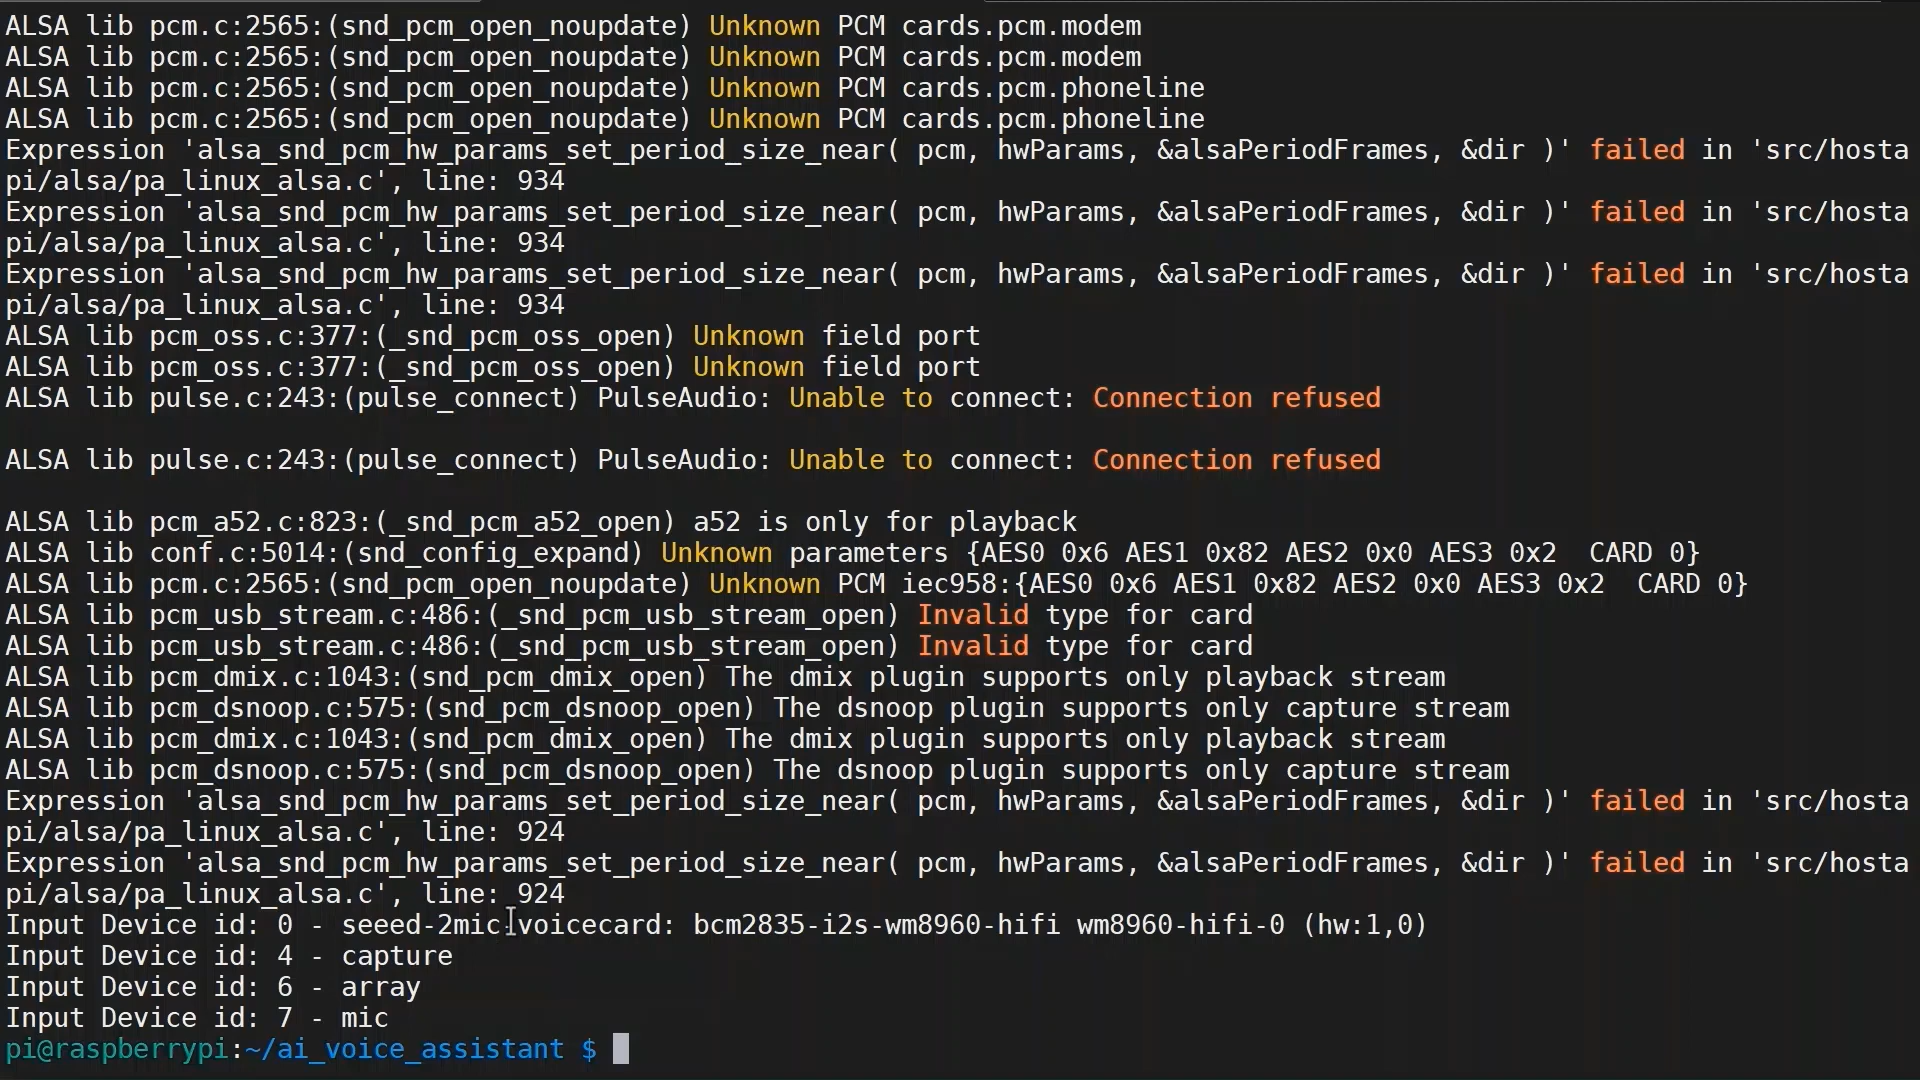 ALSA lib pcm.c:2565:(snd_pcm_open_noupdate) Unknown PCM cards.pcm.modem
ALSA lib pcm.c:2565:(snd_pcm_open_noupdate) Unknown PCM cards.pcm.modem
ALSA lib pcm.c:2565:(snd_pcm_open_noupdate) Unknown PCM cards.pcm.phoneline
ALSA lib pcm.c:2565:(snd_pcm_open_noupdate) Unknown PCM cards.pcm.phoneline
Expression 'alsa_snd_pcm_hw_params_set_period_size_near( pcm, hwParams, &alsaPeriodFrames, &dir )' failed in 'src/hosta
pi/alsa/pa_linux_alsa.c', line: 934
Expression 'alsa_snd_pcm_hw_params_set_period_size_near( pcm, hwParams, &alsaPeriodFrames, &dir )' failed in 'src/hosta
pi/alsa/pa_linux_alsa.c', line: 934
Expression 'alsa_snd_pcm_hw_params_set_period_size_near( pcm, hwParams, &alsaPeriodFrames, &dir )' failed in 'src/hosta
pi/alsa/pa_linux_alsa.c', line: 934
ALSA lib pcm_oss.c:377:(_snd_pcm_oss_open) Unknown field port
ALSA lib pcm_oss.c:377:(_snd_pcm_oss_open) Unknown field port
ALSA lib pulse.c:243:(pulse_connect) PulseAudio: Unable to connect: Connection refused
ALSA lib pulse.c:243:(pulse_connect) PulseAudio: Unable to connect: Connection refused
ALSA lib pcm_a52.c:823:(_snd_pcm_a52_open) a52 is only for playback
ALSA lib conf.c:5014:(snd_config_expand) Unknown parameters {AES0 0x6 AES1 0x82 AES2 0x0 AES3 0x2  CARD 0}
ALSA lib pcm.c:2565:(snd_pcm_open_noupdate) Unknown PCM iec958:{AES0 0x6 AES1 0x82 AES2 0x0 AES3 0x2  CARD 0}
ALSA lib pcm_usb_stream.c:486:(_snd_pcm_usb_stream_open) Invalid type for card
ALSA lib pcm_usb_stream.c:486:(_snd_pcm_usb_stream_open) Invalid type for card
ALSA lib pcm_dmix.c:1043:(snd_pcm_dmix_open) The dmix plugin supports only playback stream
ALSA lib pcm_dsnoop.c:575:(snd_pcm_dsnoop_open) The dsnoop plugin supports only capture stream
ALSA lib pcm_dmix.c:1043:(snd_pcm_dmix_open) The dmix plugin supports only playback stream
ALSA lib pcm_dsnoop.c:575:(snd_pcm_dsnoop_open) The dsnoop plugin supports only capture stream
Expression 'alsa_snd_pcm_hw_params_set_period_size_near( pcm, hwParams, &alsaPeriodFrames, &dir )' failed in 'src/hosta
pi/alsa/pa_linux_alsa.c', line: 924
Expression 'alsa_snd_pcm_hw_params_set_period_size_near( pcm, hwParams, &alsaPeriodFrames, &dir )' failed in 'src/hosta
pi/alsa/pa_linux_alsa.c', line: 924
Input Device id: 0 - seeed-2mic-voicecard: bcm2835-i2s-wm8960-hifi wm8960-hifi-0 (hw:1,0)
Input Device id: 4 - capture
Input Device id: 6 - array
Input Device id: 7 - mic
pi@raspberrypi:~/ai_voice_assistant $